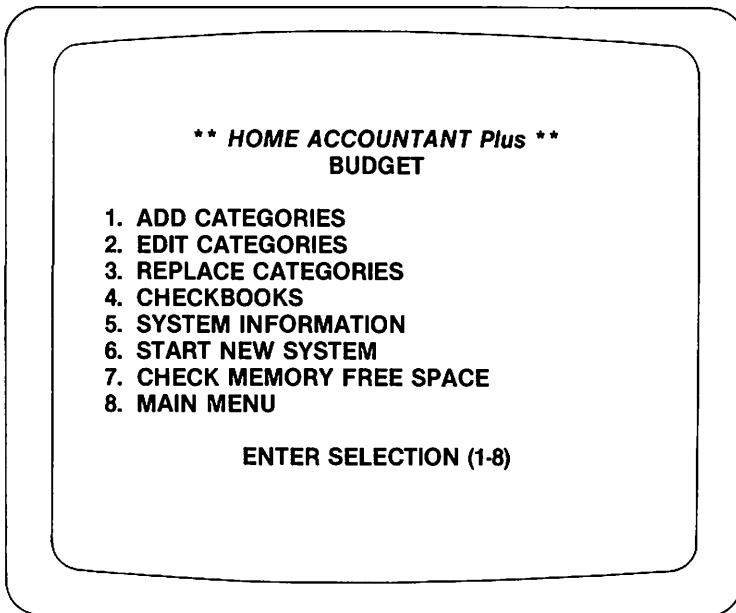 ** HOME ACCOUNTANT Plus **
BUDGET
1. ADD CATEGORIES
2. EDIT CATEGORIES
3. REPLACE CATEGORIES
4. CHECKBOOKS
5. SYSTEM INFORMATION
6. START NEW SYSTEM
7. CHECK MEMORY FREE SPACE
8. MAIN MENU
ENTER SELECTION (1-8)